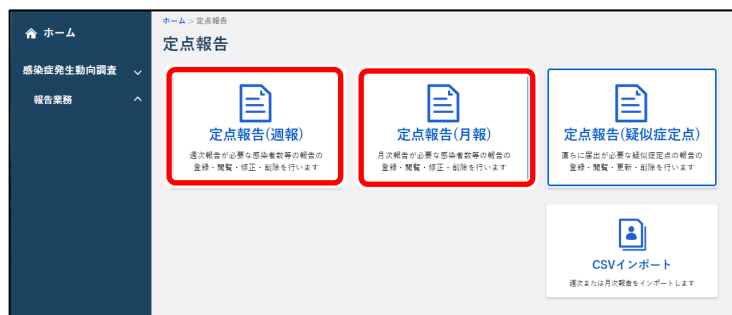 ホーム
感染症発生動向調査
報告業務
ホーム > 定点報告
定点報告
定点報告(週報)
週次報告が必要な感染者数等の報告の
登録・閲覧・修正・削除を行います
定点報告(月報)
月次報告が必要な感染者数等の報告の
登録・閲覧・修正・削除を行います
定点報告(疑似症定点)
直ちに届出が必要な疑似症定点の報告の
登録・閲覧・更新・削除を行います
CSVインポート
週次または月次報告をインポートします